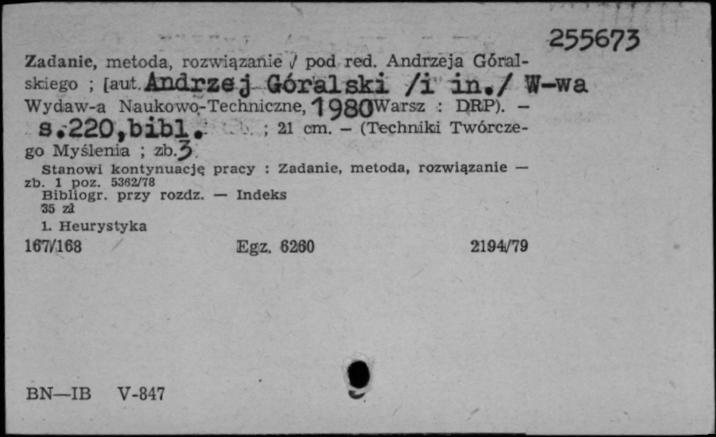 255673
Zadanie, metoda, rozwiązanie / pod red. Andrzeja Góral-
skiego ; [aut. Andrzej Góralski /i in./ W-wa
Wydaw-a Naukowo-Techniczne, 1980 Warsz : DRP). —
s.220,bibl. ; 21 cm. — (Techniki Twórcze-
go Myślenia ; zb. 3
Stanowi kontynuację pracy : Zadanie, metoda, rozwiązanie —
zb. 1 poz. 5362/78
Bibliogr. przy rozdz. — Indeks
35 zł
1. Heurystyka
167/168 Egz. 6260 2194/79
BN—IB V-847